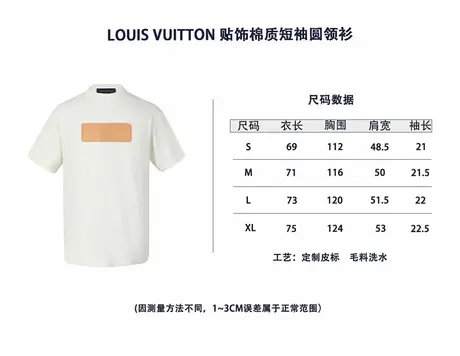 LOUIS VUITTON 贴饰棉质短袖圆领衫
尺码数据
尺码 衣长 胸围 肩宽 袖长
S 69 112 48.5 21
M 71 116 50 21.5
L 73 120 51.5 22
XL 75 124 53 22.5
工艺：定制皮标 毛料洗水
(因测量方法不同，1~3CM误差属于正常范围)